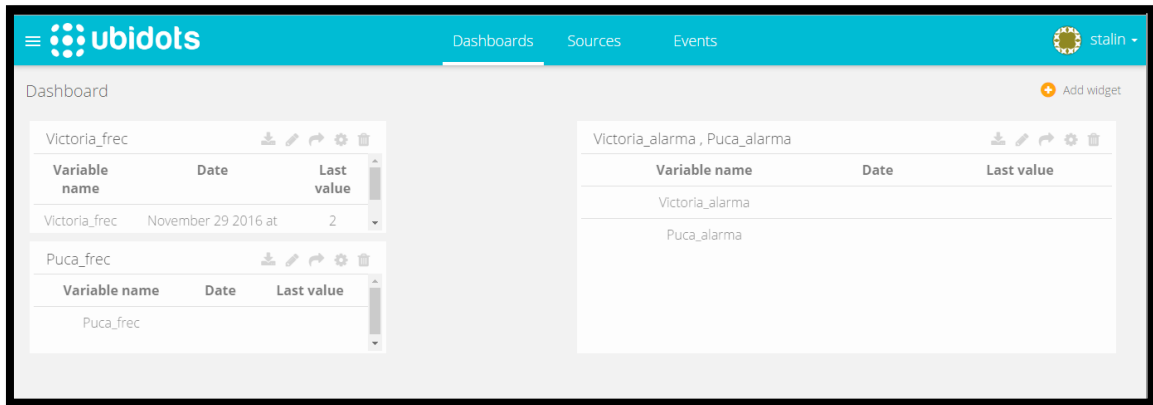 ubidots
Dashboards Sources Events
stalin
Dashboard
Add widget
Victoria_frec
Variable name Date Last value
Victoria_frec November 29 2016 at 2
Puca_frec
Variable name Date Last value
Puca_frec
Victoria_alarma , Puca_alarma
Variable name Date Last value
Victoria_alarma
Puca_alarma